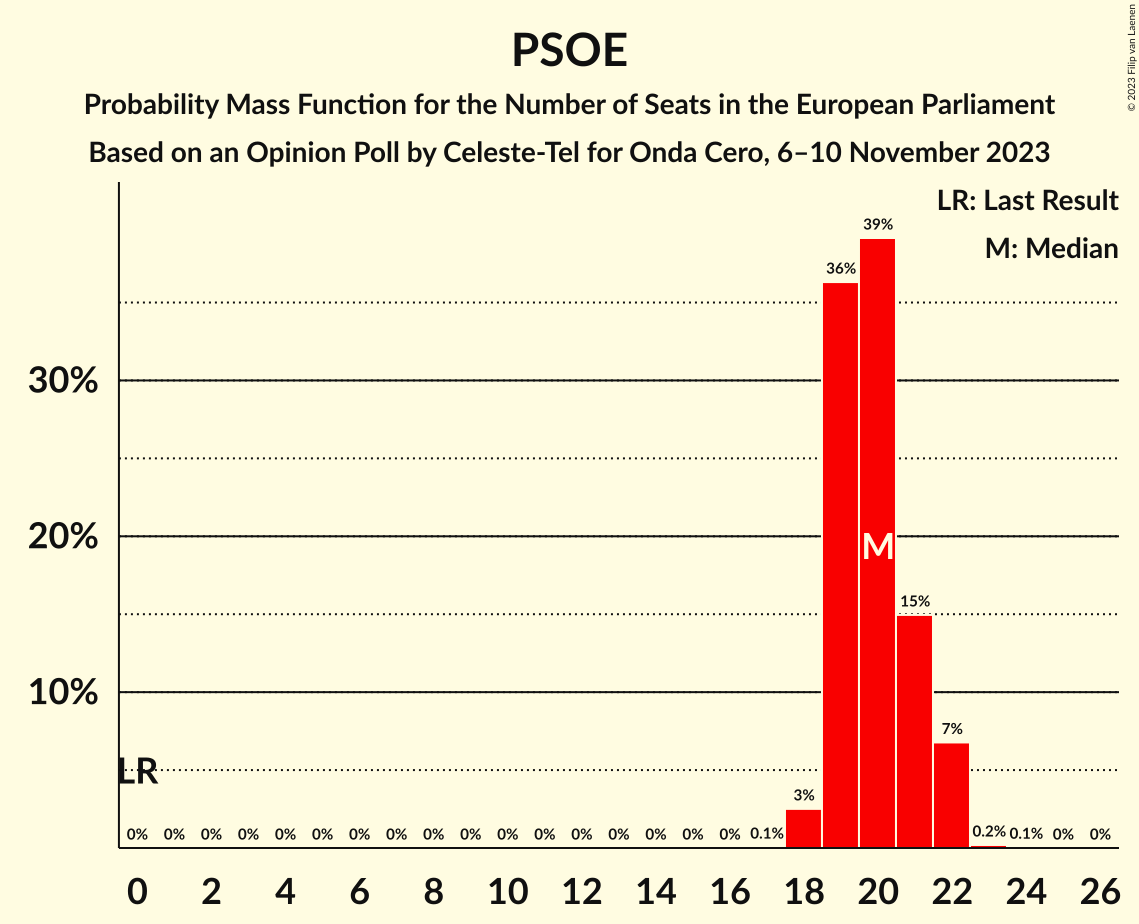 PSOE
Probability Mass Function for the Number of Seats in the European Parliament
Based on an Opinion Poll by Celeste-Tel for Onda Cero, 6–10 November 2023
© 2023 Filip van Laenen
LR: Last Result
M: Median
39%
36%
30%
20%
M
15%
10%
7%
LR
3%
0% 0% 0% 0% 0% 0% 0% 0% 0% 0% 0% 0% 0% 0% 0% 0% 0% 0.1% 0.2% 0.1% 0% 0%
0 2 4 6 8 10 12 14 16 18 20 22 24 26